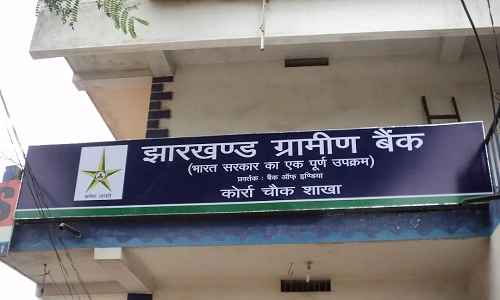 झारखण्ड ग्रामीण बैंक
(भारत सरकार का एक पूर्ण उपक्रम)
प्रवर्तक : बैंक ऑफ़ इण्डिया
कोर्रा चौक शाखा